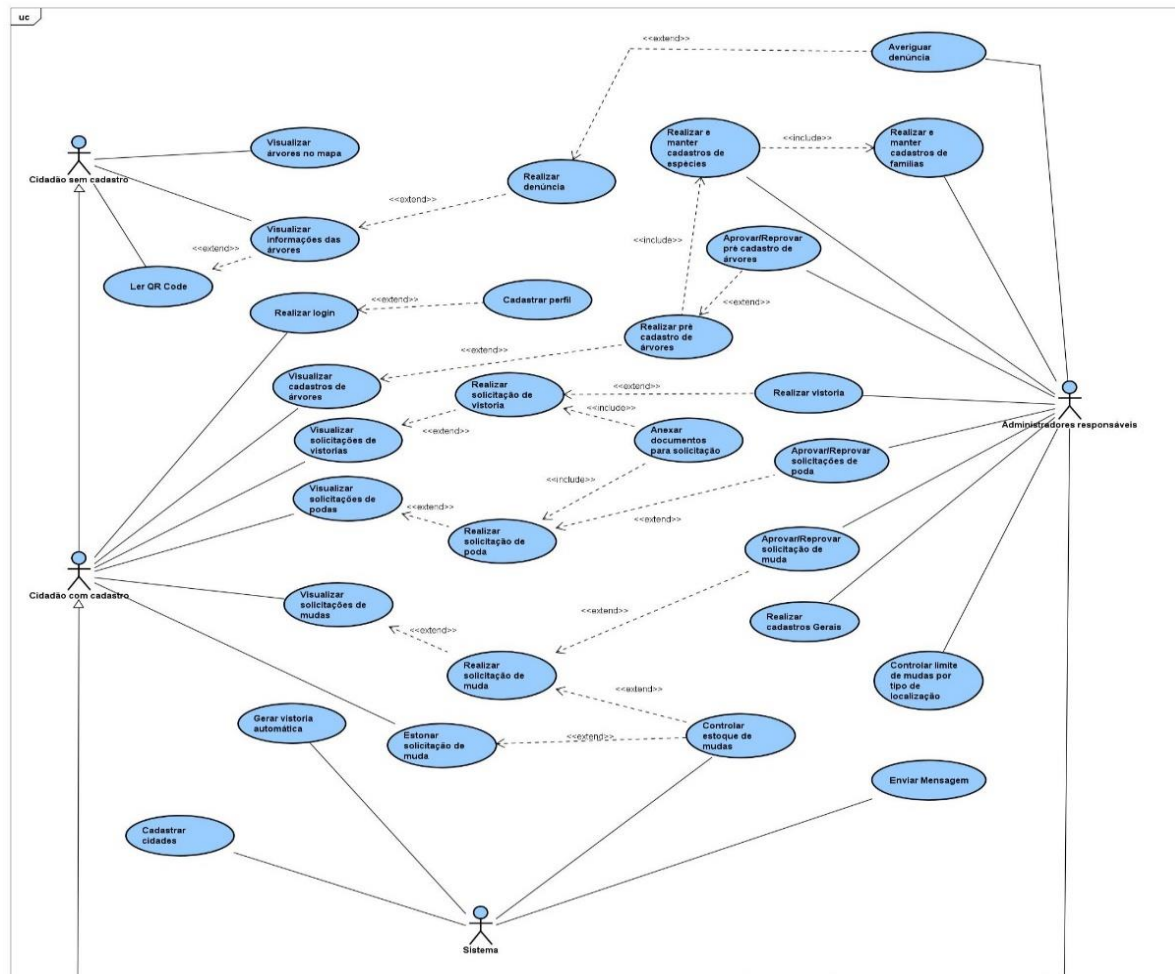 uc
<<extend>>
Averiguar
denúncia
Visualizar
árvores no mapa
Realizar e
manter
cadastros de
espécies
<<include>>
Realizar e
manter
cadastros de
famílias
Cidadão sem cadastro
Realizar
denúncia
<<extend>>
Visualizar
informações das
árvores
<<extend>>
<<include>>
Aprovar/Reprovar
pré cadastro de
árvores
Ler QR Code
Realizar login
<<extend>>
Cadastrar perfil
<<extend>>
Realizar pré
cadastro de
árvores
<<extend>>
Visualizar
cadastros de
árvores
Realizar
solicitação de
vistoria
<<extend>>
Realizar vistoria
Administradores responsáveis
<<include>>
Visualizar
solicitações de
vistorias
<<extend>>
Anexar
documentos
para solicitação
Aprovar/Reprovar
solicitações de
poda
<<include>>
Visualizar
solicitações de
podas
<<extend>>
<<extend>>
Realizar
solicitação de
poda
Aprovar/Reprovar
solicitação de
muda
Cidadão com cadastro
Visualizar
solicitações de
mudas
<<extend>>
<<extend>>
Realizar
cadastros Gerais
Realizar
solicitação de
muda
<<extend>>
Controlar limite
de mudas por
tipo de
localização
Gerar vistoria
automática
Estonar
solicitação de
muda
<<extend>>
Controlar
estoque de
mudas
Enviar Mensagem
Cadastrar
cidades
Sistema